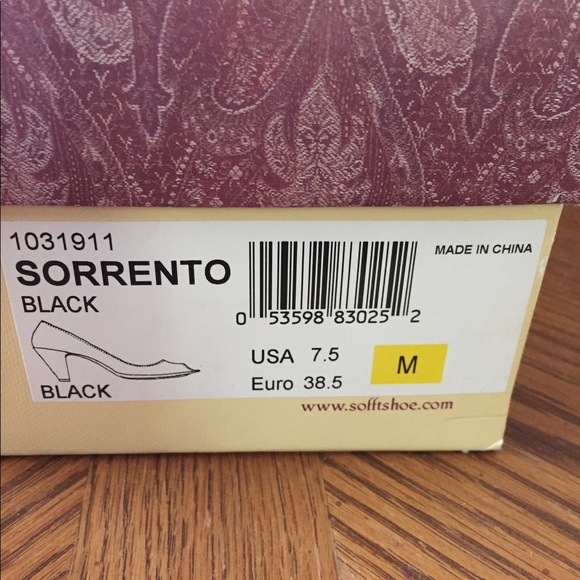 1031911
SORRENTO
BLACK
BLACK
0 53598 83025 2
MADE IN CHINA
USA 7.5
Euro 38.5
M
www.sofftshoe.com